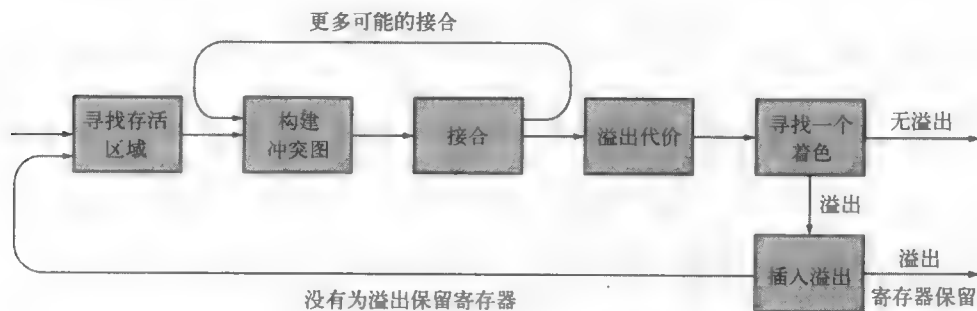 更多可能的接合
寻找存活
区域
构建
冲突图
接合
溢出代价
寻找一个
着色
无溢出
溢出
插入溢出
溢出
寄存器保留
没有为溢出保留寄存器